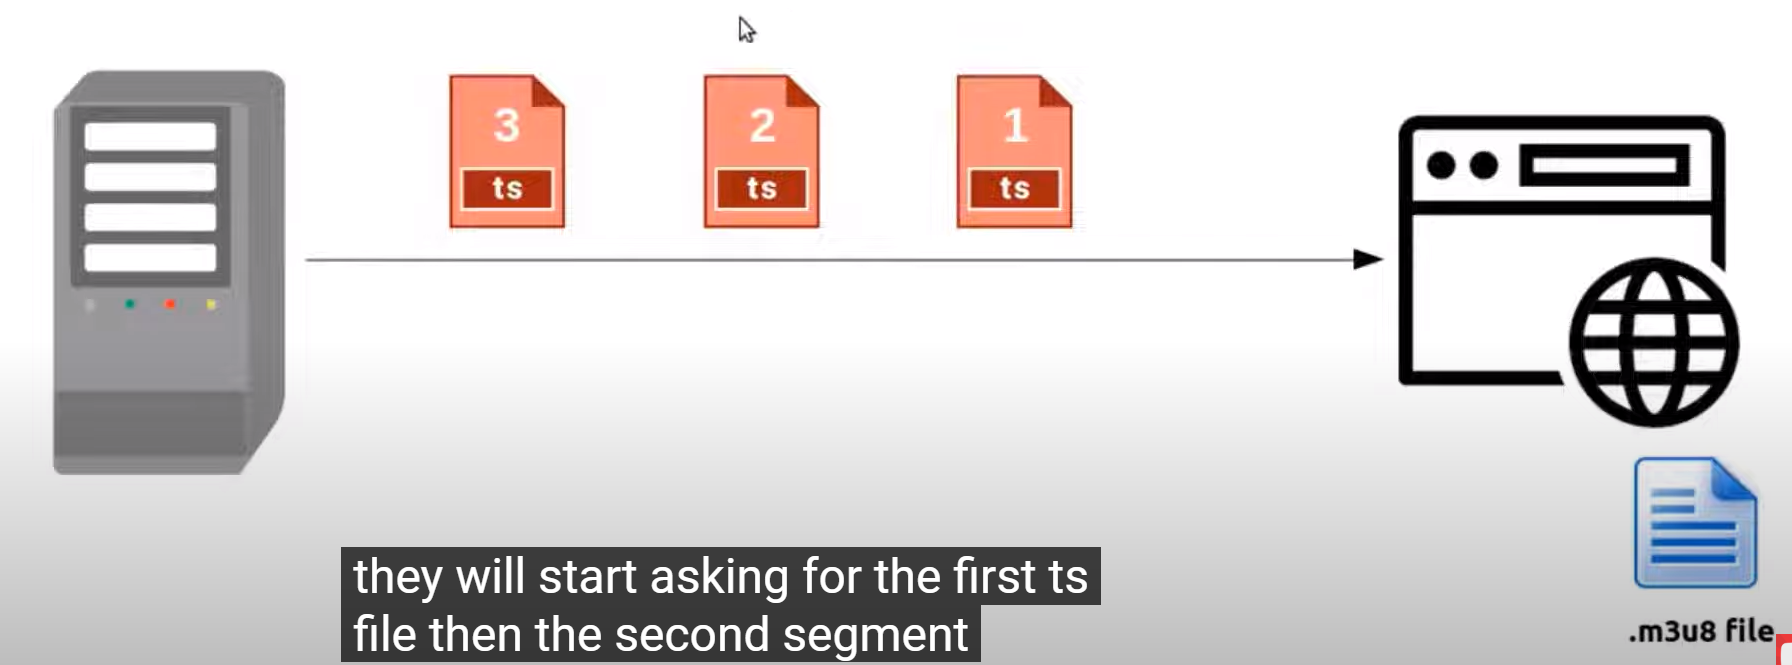 3
ts
2
ts
1
ts
.m3u8 file
they will start asking for the first ts
file then the second segment